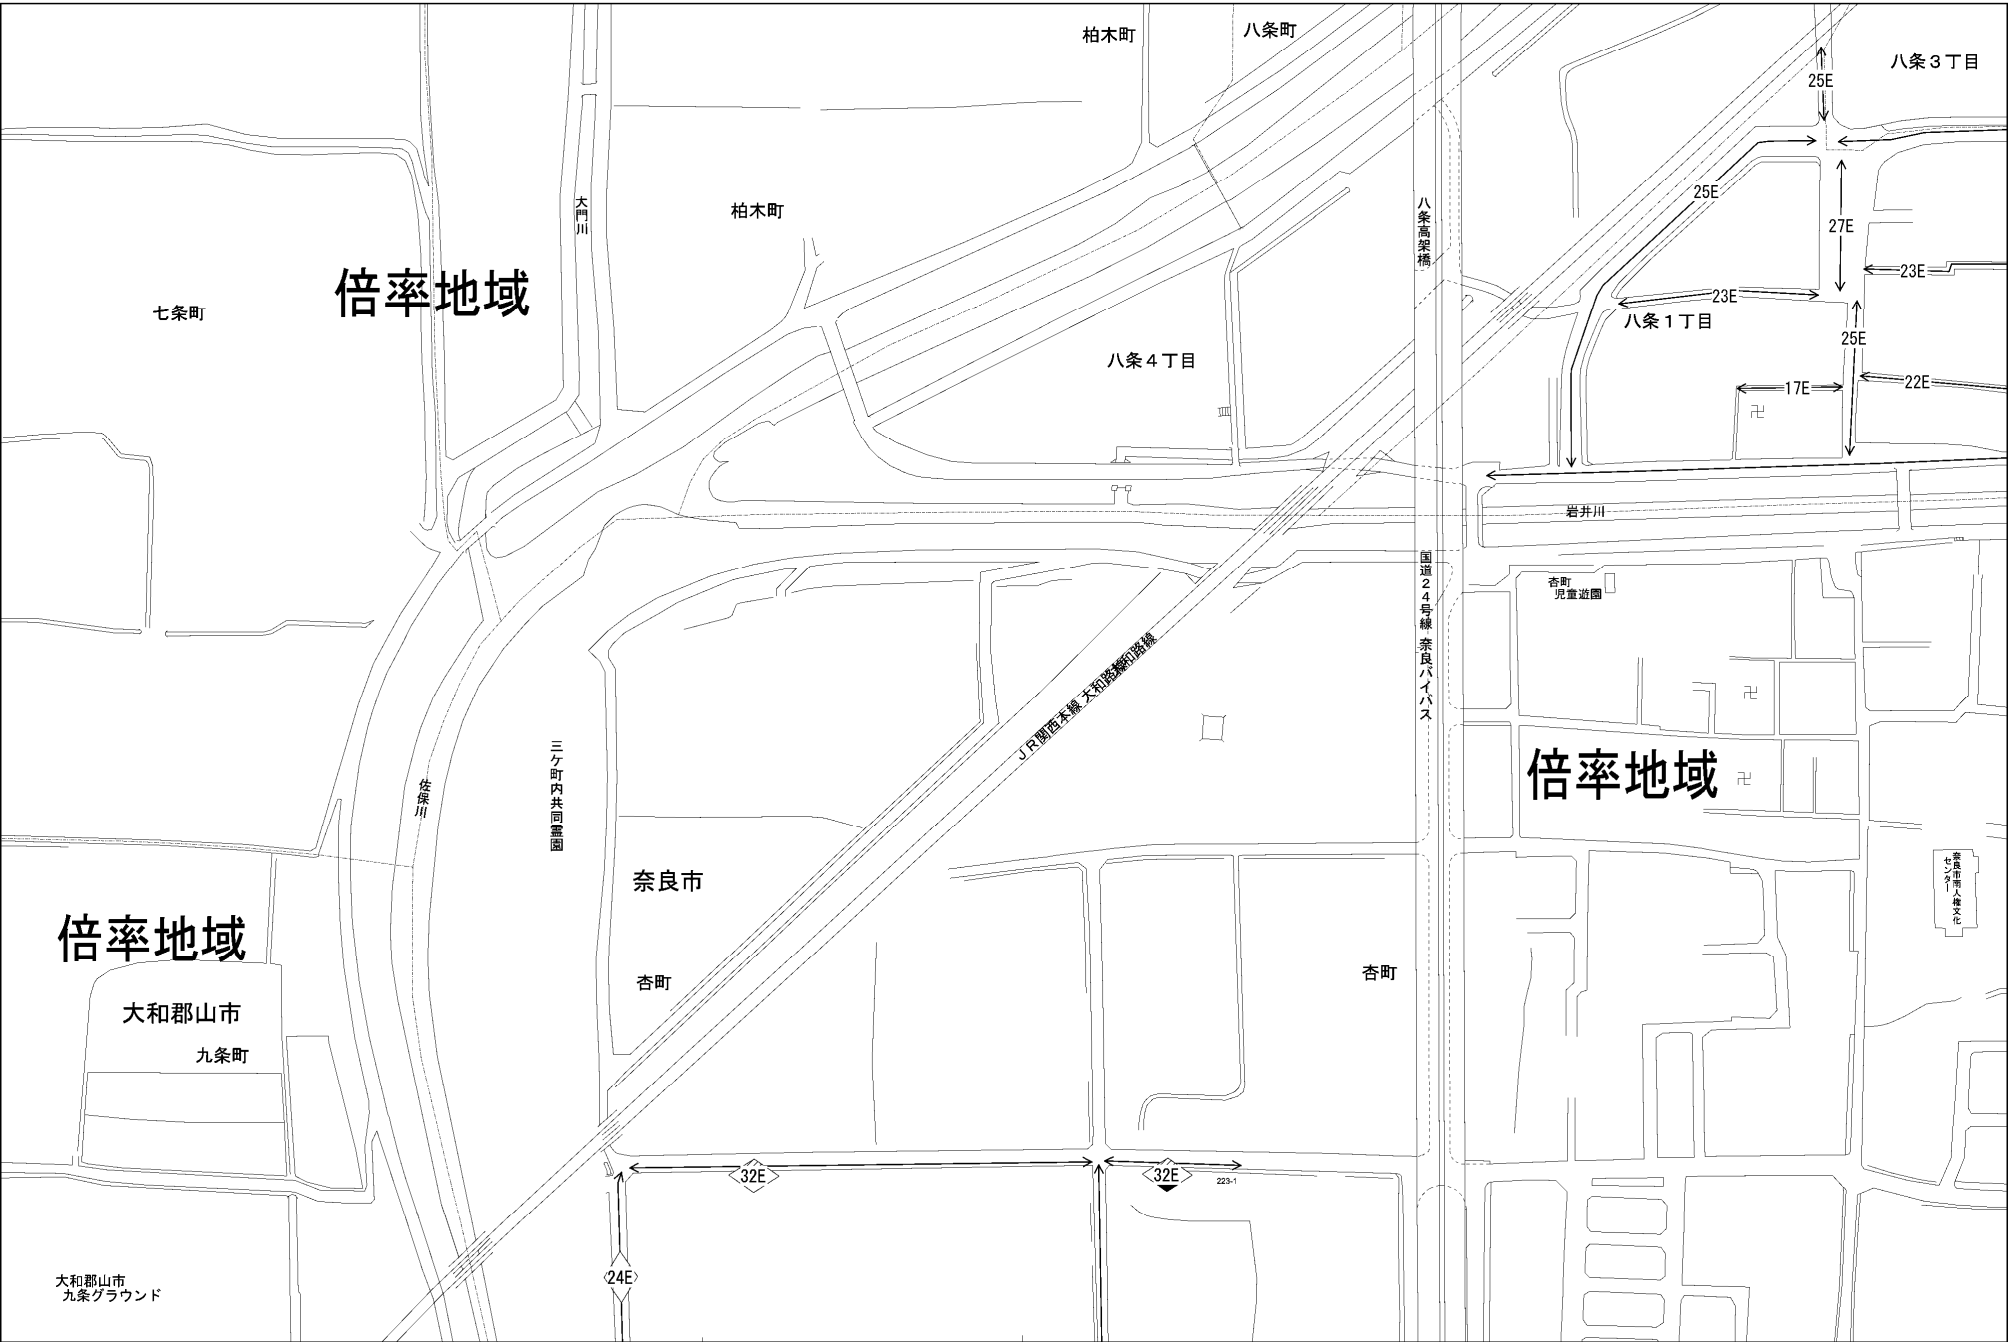 柏木町
八条町
八条３丁目
25E
大門川
柏木町
八条高架橋
25E
27E
23E
倍率地域
七条町
23E
八条１丁目
25E
八条４丁目
17E
22E
岩井川
国道２４号線 奈良バイパス
杏町
児童遊園
ＪＲ関西本線 大和路線
三ケ町内共同霊園
佐保川
倍率地域
奈良市
奈良市南人権文化
センター
倍率地域
杏町
杏町
大和郡山市
九条町
32E
32E
223-1
24E
大和郡山市
九条グラウンド